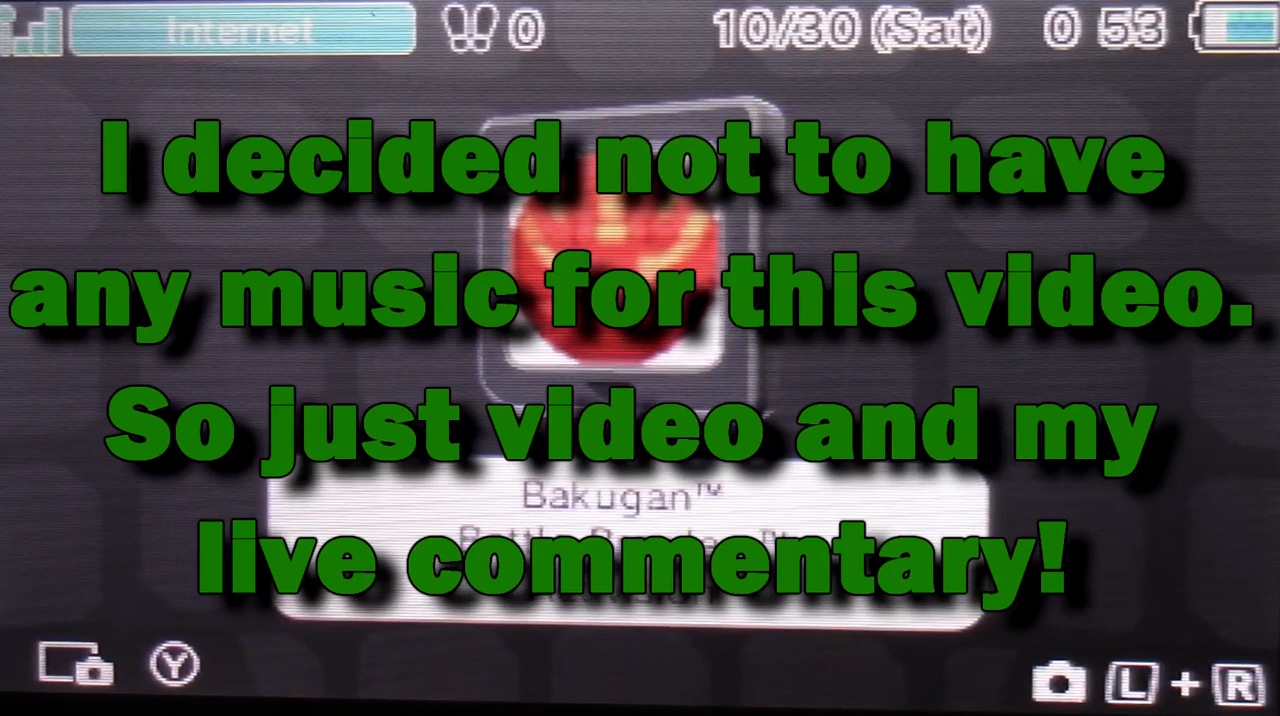 Internet 0 10/30 (Sat) 0 53
I decided not to have
any music for this video.
So just video and my
Bakugan™
live commentary!
Y L + R